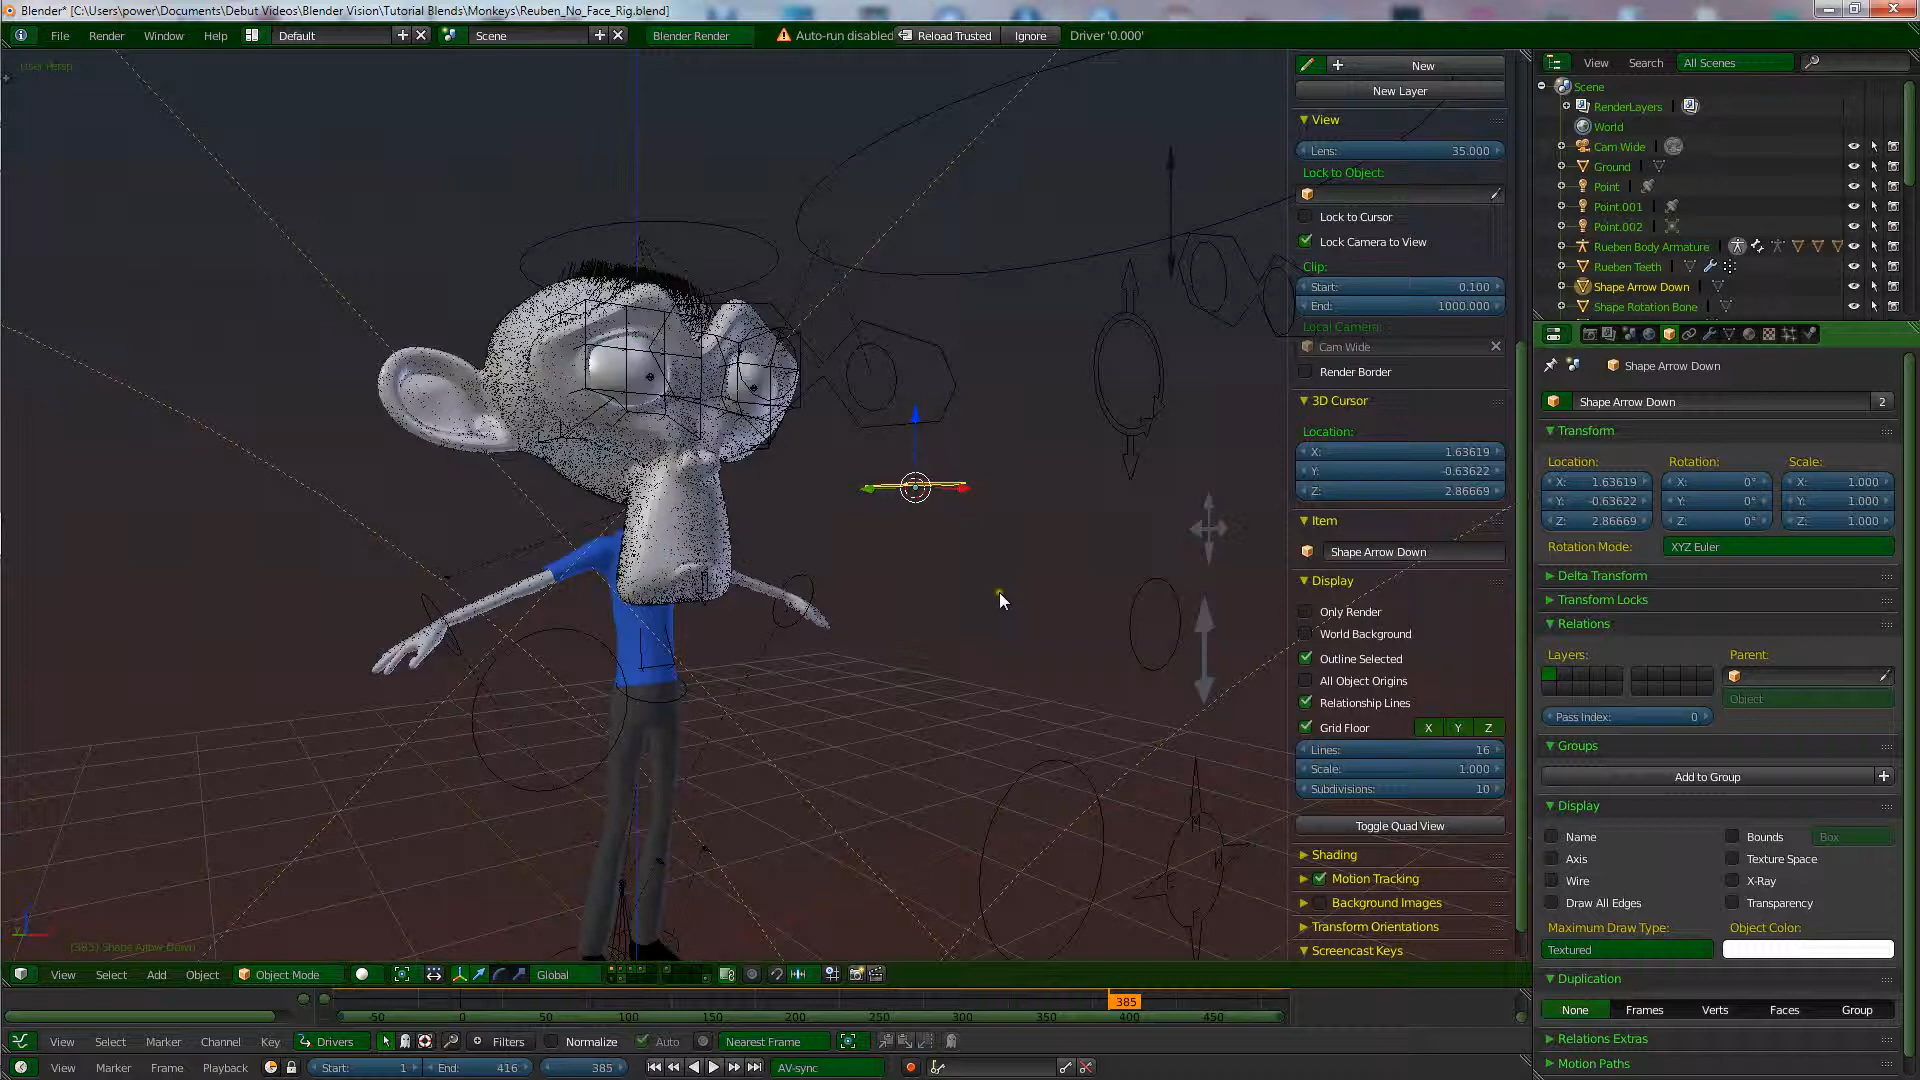 Blender* [C:\Users\power\Documents\Debut Videos\Blender Vision\Tutorial Blends\Monkeys\Reuben_No_Face_Rig.blend]
File Render Window Help Default Scene Blender Render Auto-run disabled Reload Trusted Ignore Driver '0.000'
User Persp
New
New Layer
View
Lens: 35.000
Lock to Object:
Lock to Cursor
Lock Camera to View
Clip:
Start: 0.100
End: 1000.000
Local Camera:
Cam Wide
Render Border
3D Cursor
Location:
X: 1.63619
Y: -0.63622
Z: 2.86669
Item
Shape Arrow Down
Display
Only Render
World Background
Outline Selected
All Object Origins
Relationship Lines
Grid Floor X Y Z
Lines: 16
Scale: 1.000
Subdivisions: 10
Toggle Quad View
Shading
Motion Tracking
Background Images
Transform Orientations
Screencast Keys
View Search All Scenes
Scene
RenderLayers
World
Cam Wide
Ground
Point
Point.001
Point.002
Rueben Body Armature
Rueben Teeth
Shape Arrow Down
Shape Rotation Bone
Shape Arrow Down
Shape Arrow Down 2
Transform
Location: Rotation: Scale:
X: 1.63619 X: 0° X: 1.000
Y: -0.63622 Y: 0° Y: 1.000
Z: 2.86669 Z: 0° Z: 1.000
Rotation Mode: XYZ Euler
Delta Transform
Transform Locks
Relations
Layers: Parent:
Object
Pass Index: 0
Groups
Add to Group
Display
Name Bounds Box
Axis Texture Space
Wire X-Ray
Draw All Edges Transparency
Maximum Draw Type: Object Color:
Textured
Duplication
None Frames Verts Faces Group
Relations Extras
Motion Paths
(385) Shape Arrow Down
View Select Add Object Object Mode Global
385
-50 0 50 100 150 200 250 300 350 400 450
View Select Marker Channel Key Drivers Filters Normalize Auto Nearest Frame
View Marker Frame Playback Start: 1 End: 416 385 AV-sync